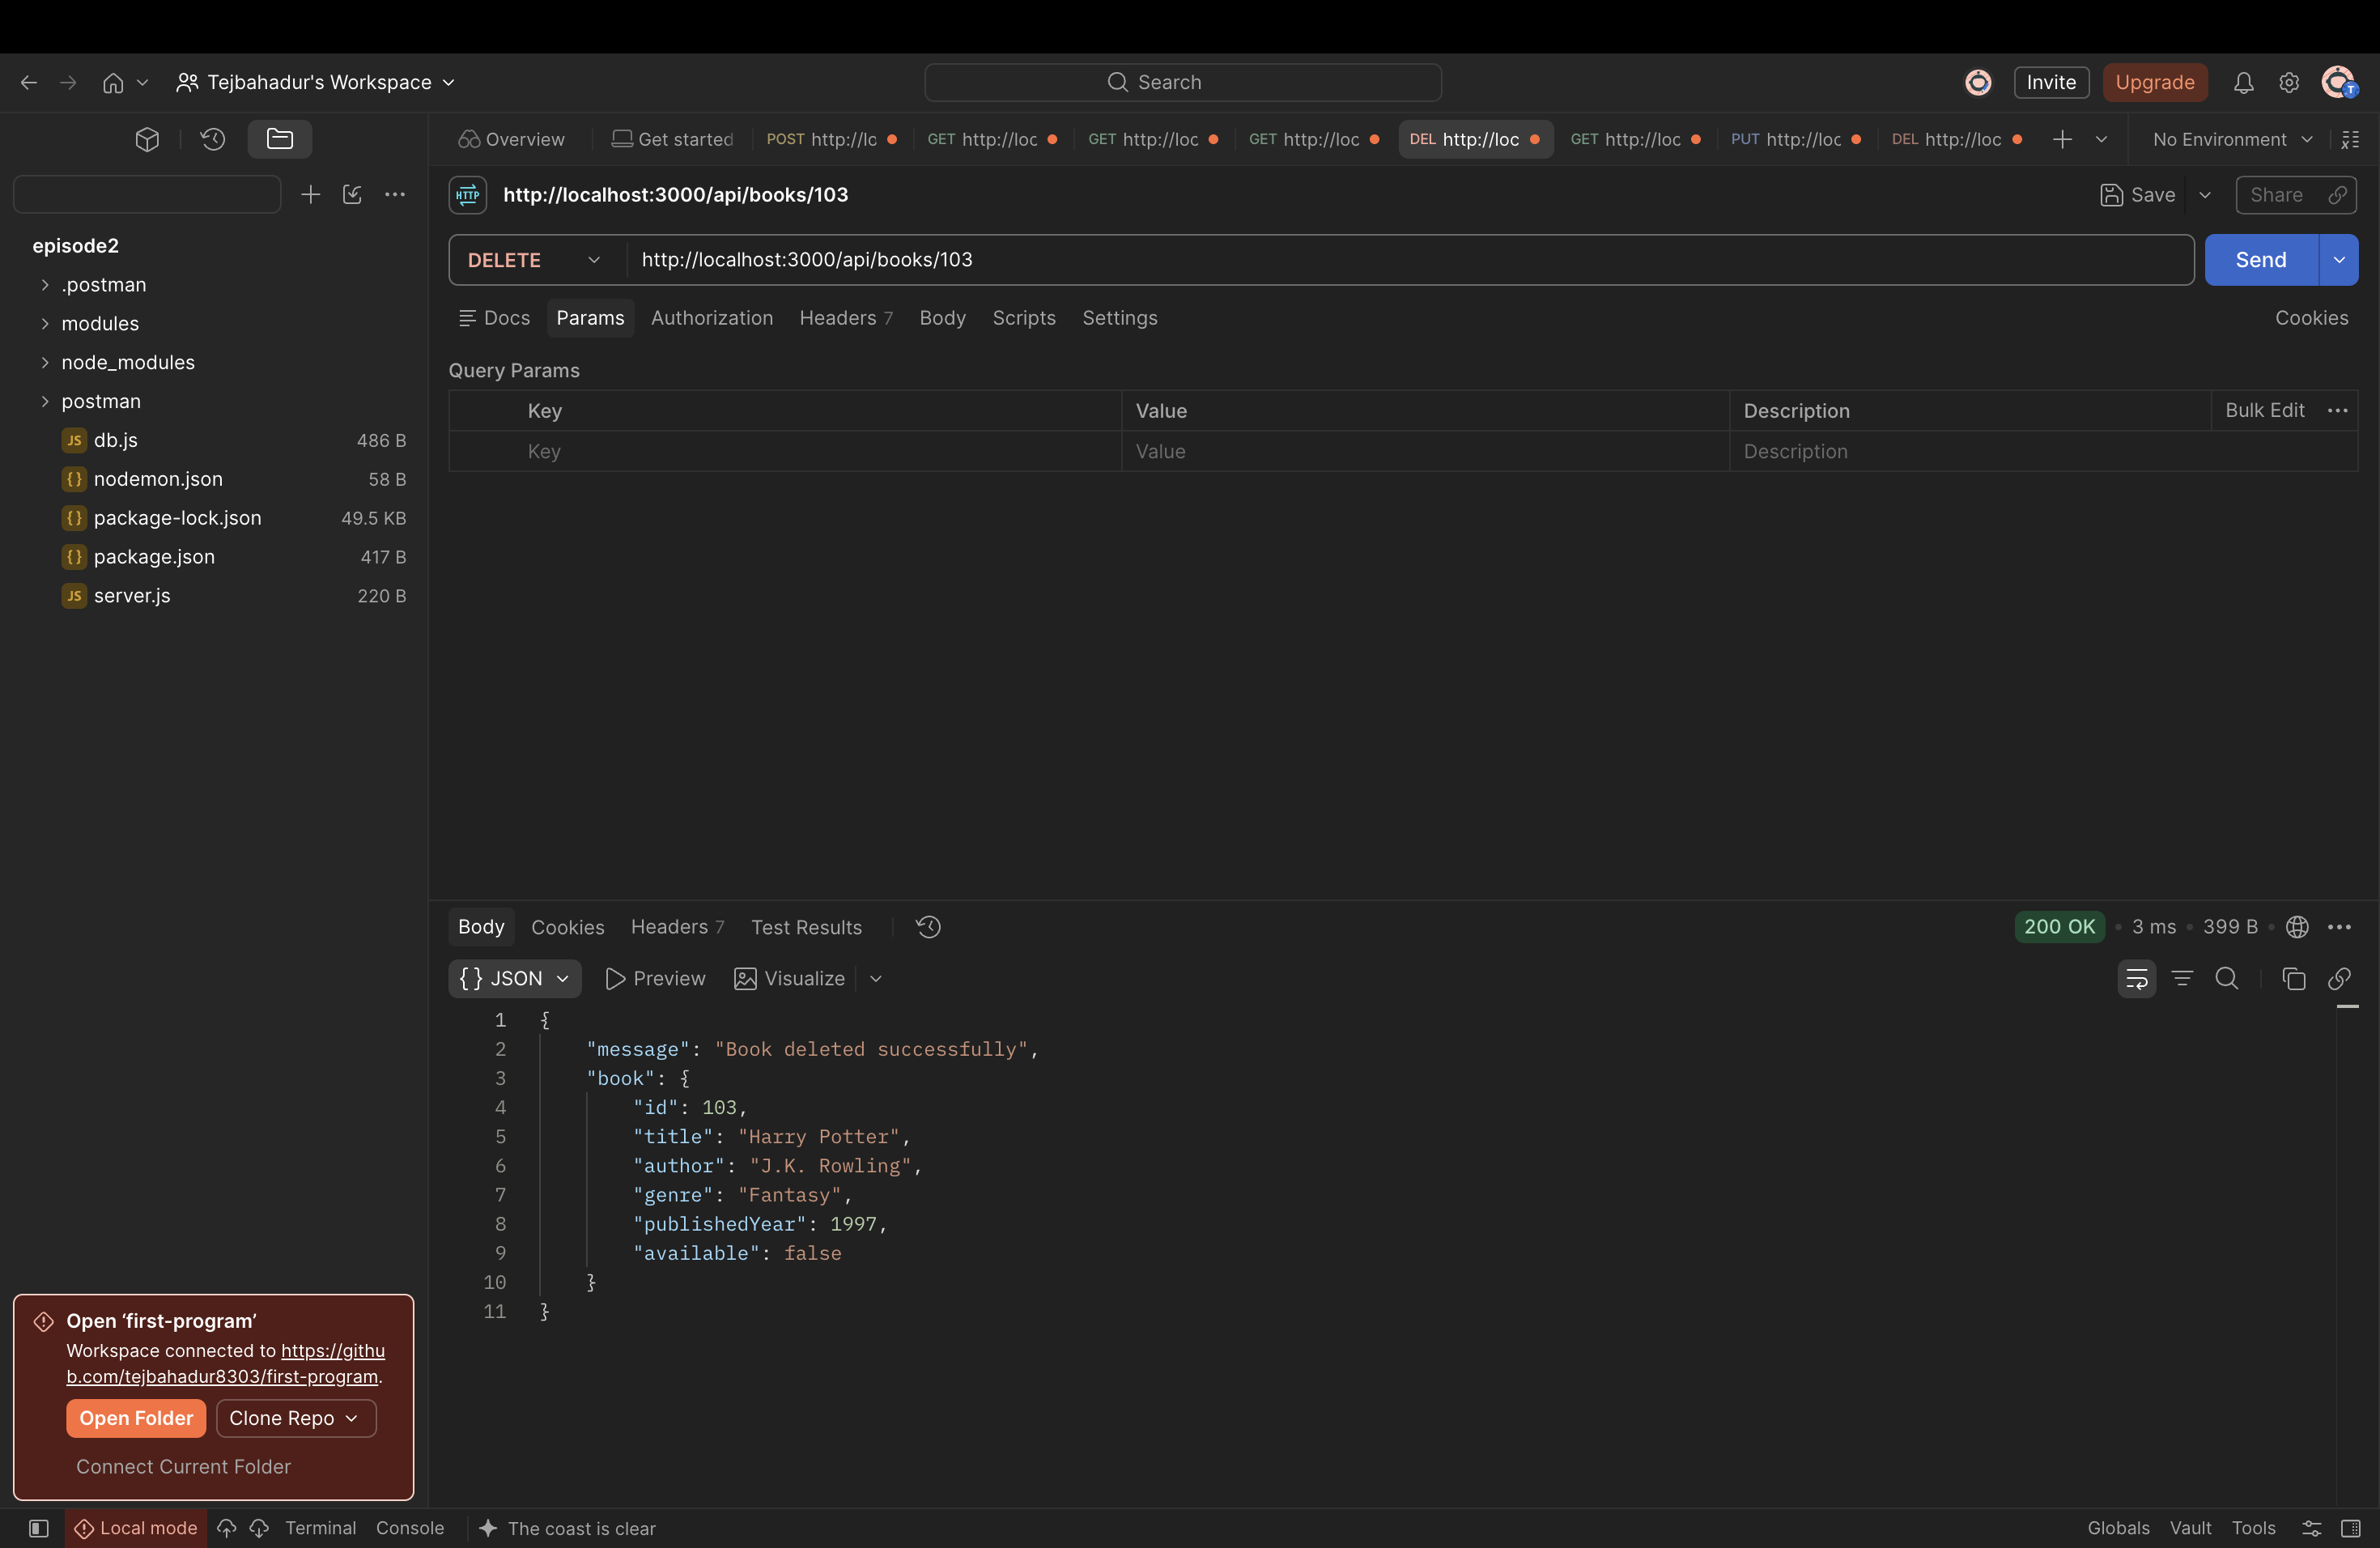 Tejbahadur's Workspace
Search
Invite
Upgrade
T
Overview
Get started
POST http://lc
GET http://loc
GET http://loc
GET http://loc
DEL http://loc
GET http://loc
PUT http://loc
DEL http://loc
No Environment
HTTP
http://localhost:3000/api/books/103
Save
Share
episode2
.postman
modules
node_modules
postman
JS db.js 486 B
{} nodemon.json 58 B
{} package-lock.json 49.5 KB
{} package.json 417 B
JS server.js 220 B
DELETE
http://localhost:3000/api/books/103
Send
Docs
Params
Authorization
Headers 7
Body
Scripts
Settings
Cookies
Query Params
Key Value Description Bulk Edit
Key Value Description
Body
Cookies
Headers 7
Test Results
200 OK
3 ms
399 B
{} JSON
Preview
Visualize
1 {
2 "message": "Book deleted successfully",
3 "book": {
4 "id": 103,
5 "title": "Harry Potter",
6 "author": "J.K. Rowling",
7 "genre": "Fantasy",
8 "publishedYear": 1997,
9 "available": false
10 }
11 }
Open ‘first-program’
Workspace connected to https://githu
b.com/tejbahadur8303/first-program.
Open Folder
Clone Repo
Connect Current Folder
Local mode
Terminal
Console
The coast is clear
Globals
Vault
Tools